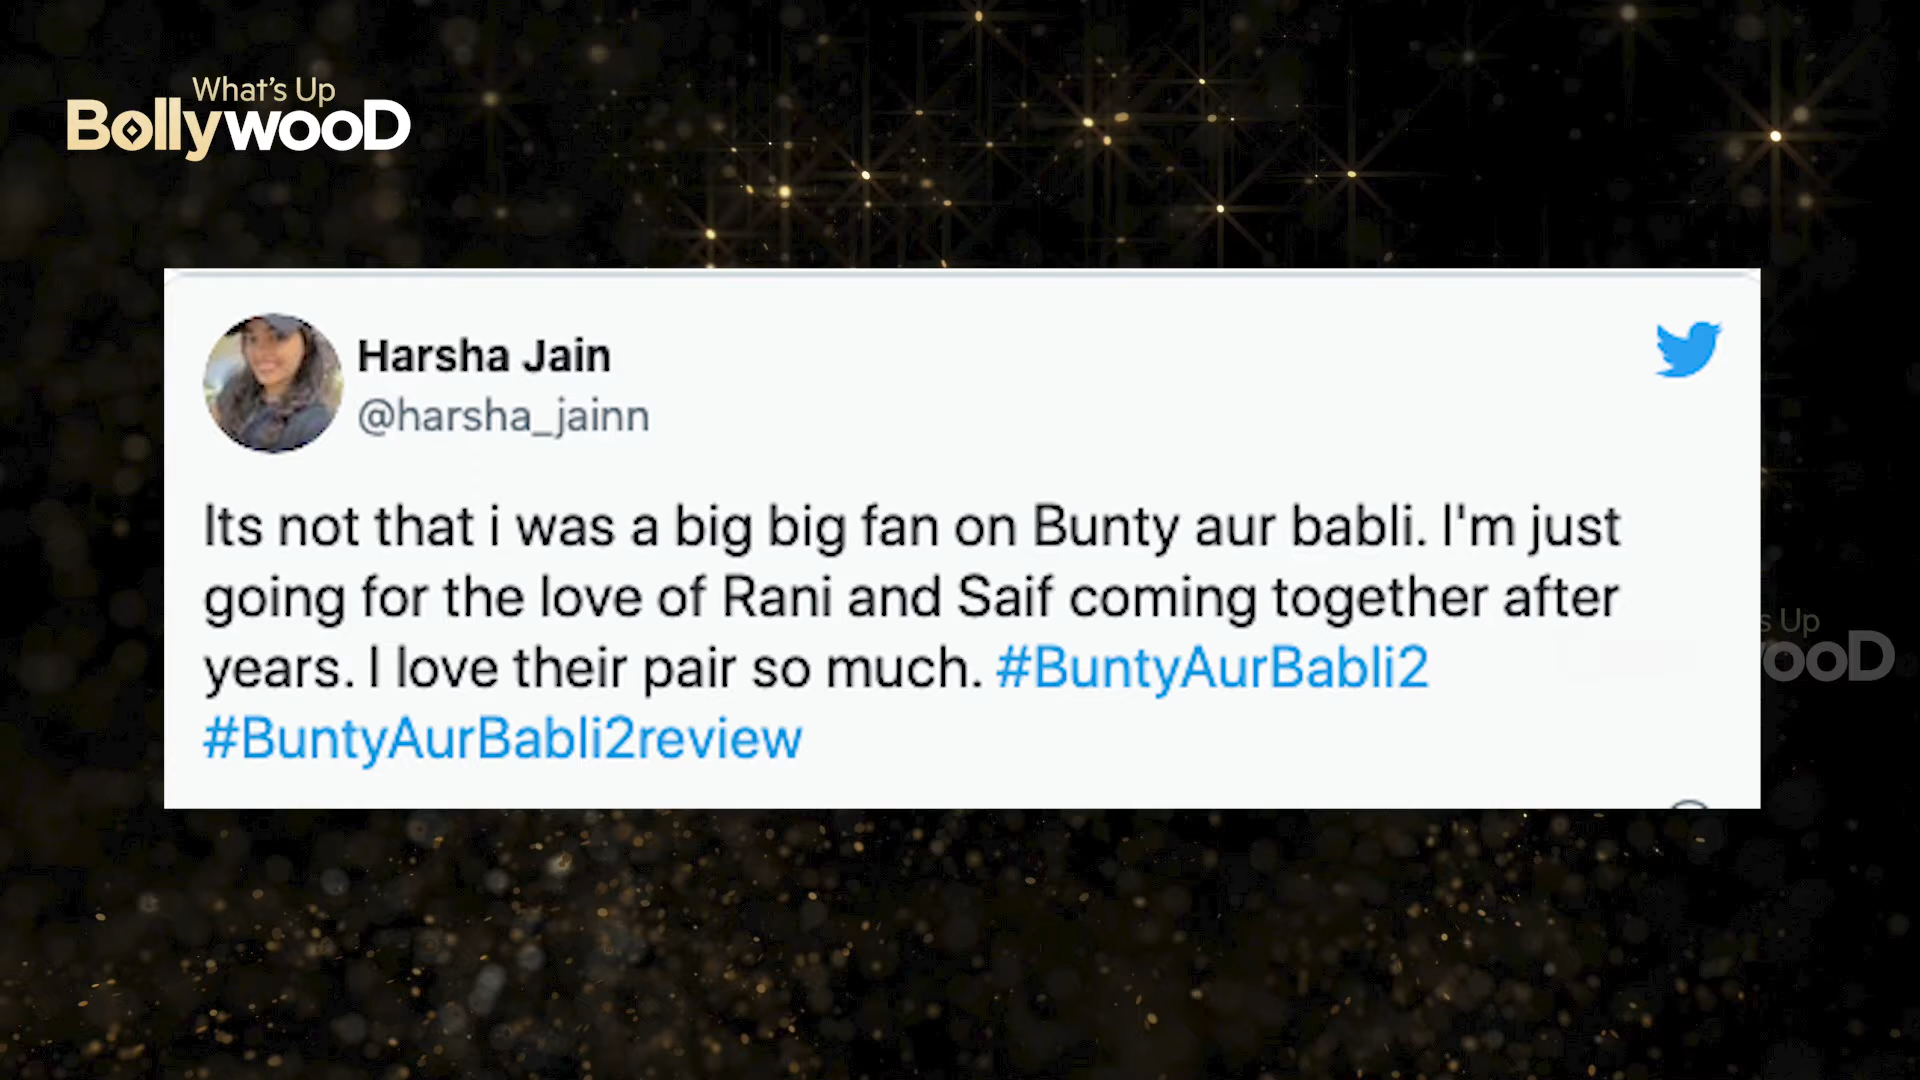 What's Up
BollywooD
Harsha Jain
@harsha_jainn
Its not that i was a big big fan on Bunty aur babli. I'm just
going for the love of Rani and Saif coming together after
years. I love their pair so much. #BuntyAurBabli2
#BuntyAurBabli2review
Up